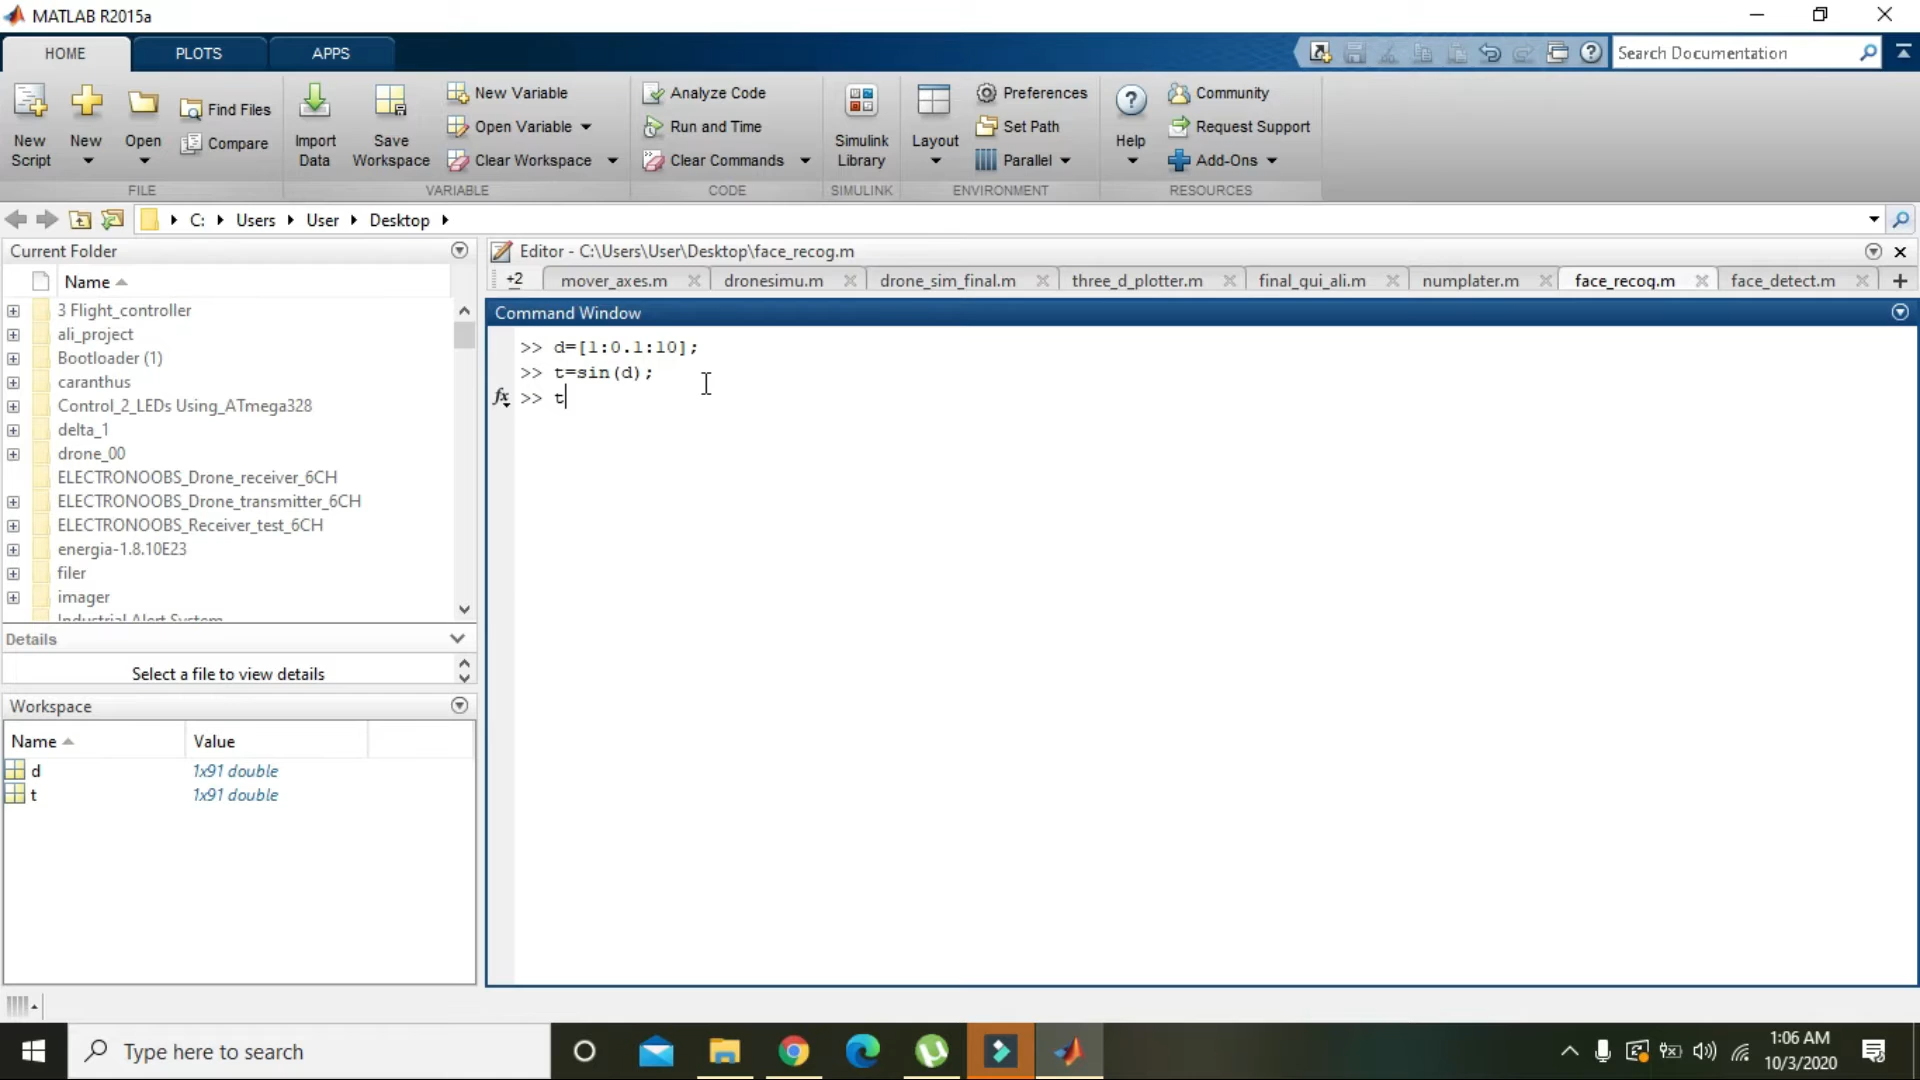 MATLAB R2015a
HOME
PLOTS
APPS
Search Documentation
New Script
New
Open
Find Files
Compare
FILE
Import Data
Save Workspace
New Variable
Open Variable
Clear Workspace
VARIABLE
Analyze Code
Run and Time
Clear Commands
CODE
Simulink Library
SIMULINK
Layout
Preferences
Set Path
Parallel
ENVIRONMENT
Help
Community
Request Support
Add-Ons
RESOURCES
C: Users User Desktop
Current Folder
Name
3 Flight_controller
ali_project
Bootloader (1)
caranthus
Control_2_LEDs Using_ATmega328
delta_1
drone_00
ELECTRONOOBS_Drone_receiver_6CH
ELECTRONOOBS_Drone_transmitter_6CH
ELECTRONOOBS_Receiver_test_6CH
energia-1.8.10E23
filer
imager
Industrial Alert System
Details
Select a file to view details
Workspace
Name Value
d 1x91 double
t 1x91 double
Editor - C:\Users\User\Desktop\face_recog.m
+2 mover_axes.m dronesimu.m drone_sim_final.m three_d_plotter.m final_gui_ali.m numplater.m face_recog.m face_detect.m
Command Window
>> d=[1:0.1:10];
>> t=sin(d);
fx >> t
Type here to search
1:06 AM
10/3/2020